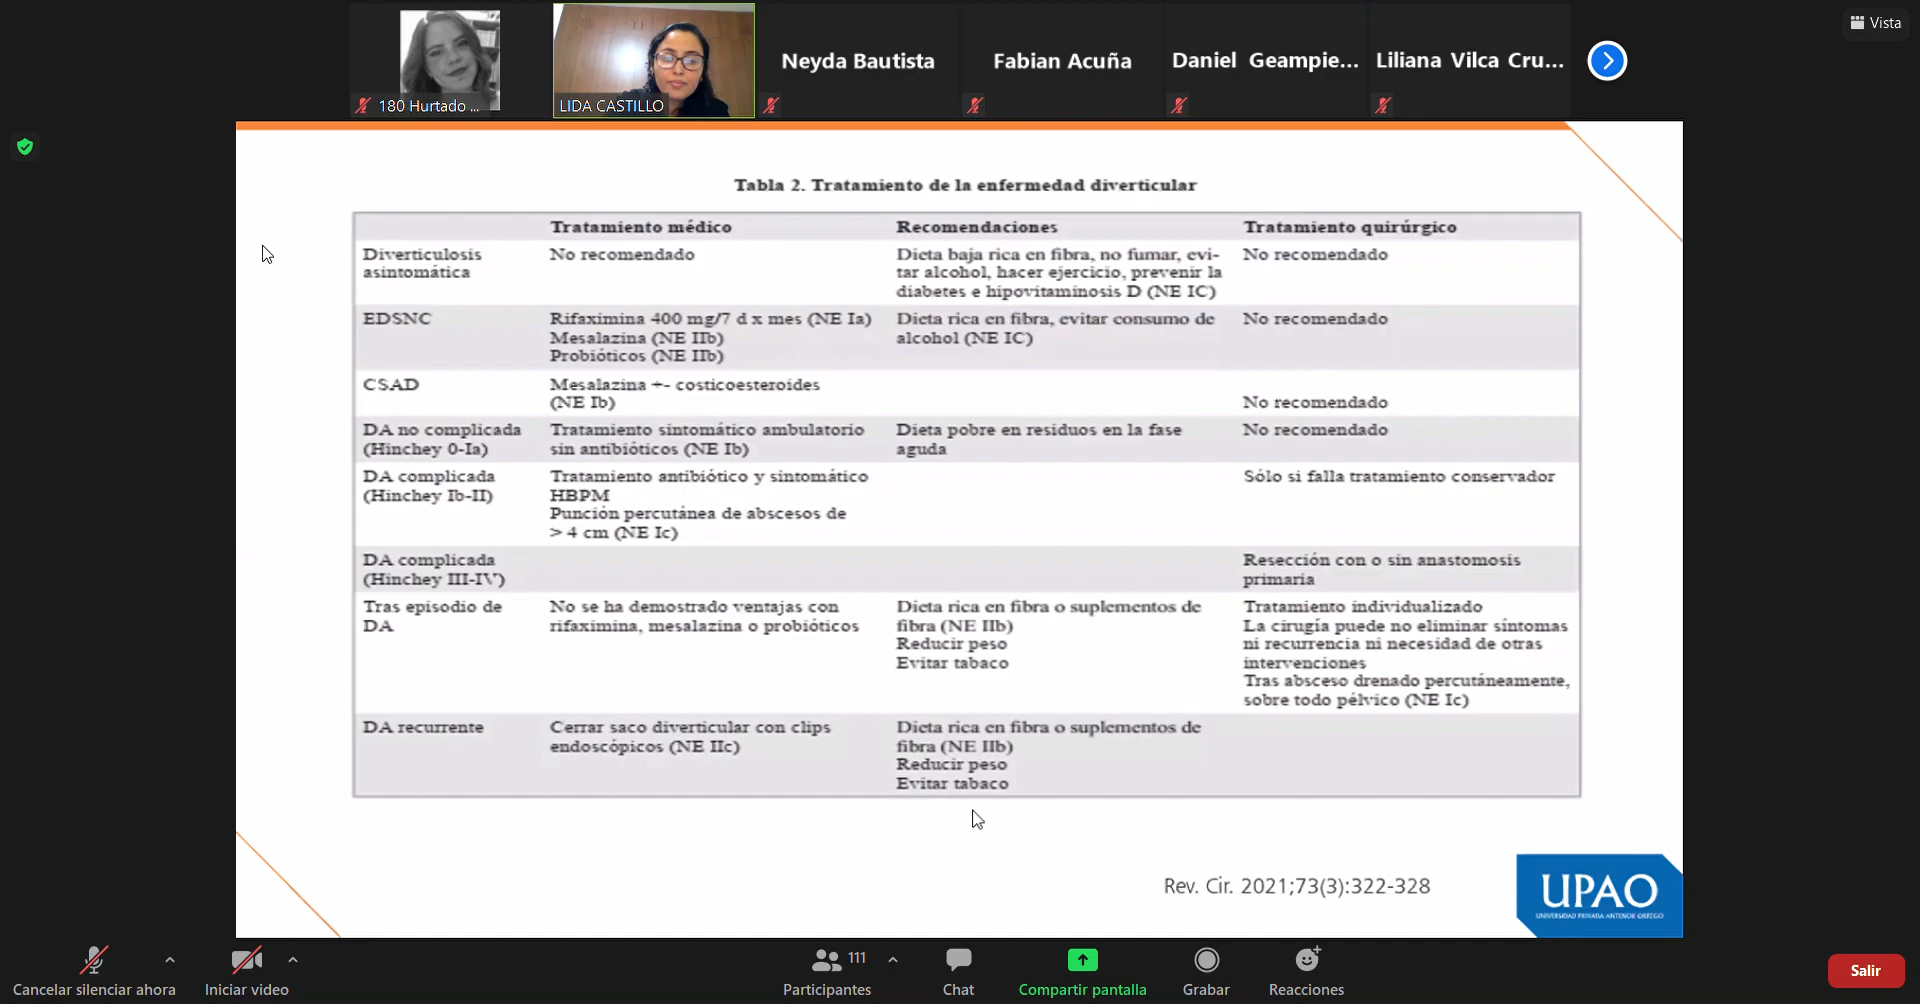 Vista
180 Hurtado ...
LIDA CASTILLO
Neyda Bautista
Fabian Acuña
Daniel Geampie...
Liliana Vilca Cru...
Tabla 2. Tratamiento de la enfermedad diverticular
Tratamiento médico Recomendaciones Tratamiento quirúrgico
Diverticulosis
asintomática
No recomendado
Dieta baja rica en fibra, no fumar, evi-
tar alcohol, hacer ejercicio, prevenir la
diabetes e hipovitaminosis D (NE IC)
No recomendado
EDSNC
Rifaximina 400 mg/7 d x mes (NE Ia)
Mesalazina (NE IIb)
Probióticos (NE IIb)
Dieta rica en fibra, evitar consumo de
alcohol (NE IC)
No recomendado
CSAD
Mesalazina +- costicoesteroides
(NE Ib)
No recomendado
DA no complicada
(Hinchey 0-Ia)
Tratamiento sintomático ambulatorio
sin antibióticos (NE Ib)
Dieta pobre en residuos en la fase
aguda
No recomendado
DA complicada
(Hinchey Ib-II)
Tratamiento antibiótico y sintomático
HBPM
Punción percutánea de abscesos de
> 4 cm (NE Ic)
Sólo si falla tratamiento conservador
DA complicada
(Hinchey III-IV)
Resección con o sin anastomosis
primaria
Tras episodio de
DA
No se ha demostrado ventajas con
rifaximina, mesalazina o probióticos
Dieta rica en fibra o suplementos de
fibra (NE IIb)
Reducir peso
Evitar tabaco
Tratamiento individualizado
La cirugía puede no eliminar síntomas
ni recurrencia ni necesidad de otras
intervenciones
Tras absceso drenado percutáneamente,
sobre todo pélvico (NE Ic)
DA recurrente
Cerrar saco diverticular con clips
endoscópicos (NE IIc)
Dieta rica en fibra o suplementos de
fibra (NE IIb)
Reducir peso
Evitar tabaco
Rev. Cir. 2021;73(3):322-328
UPAO
UNIVERSIDAD PRIVADA ANTENOR ORREGO
Cancelar silenciar ahora
Iniciar video
111
Participantes
Chat
Compartir pantalla
Grabar
Reacciones
Salir